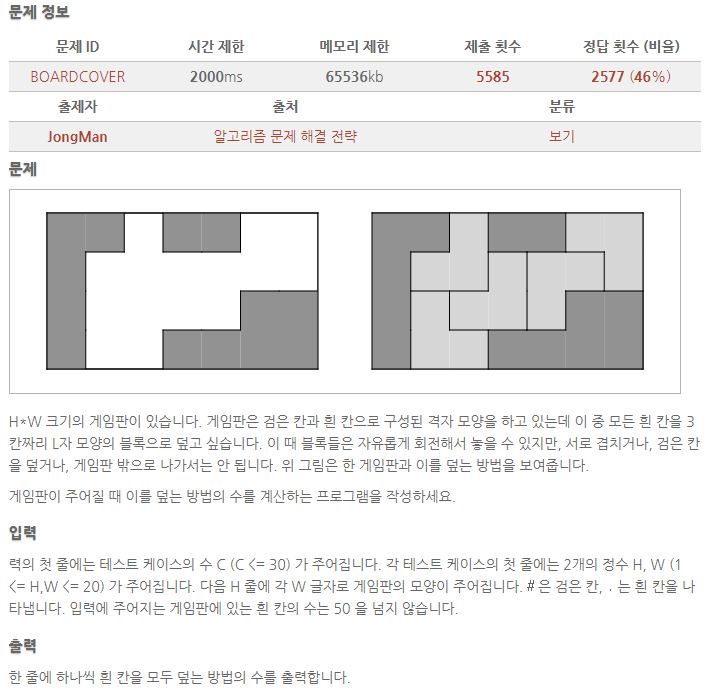 문제 정보
문제 ID 시간 제한 메모리 제한 제출 횟수 정답 횟수 (비율)
BOARDCOVER 2000ms 65536kb 5585 2577 (46%)
출제자 출처 분류
JongMan 알고리즘 문제 해결 전략 보기
문제
H*W 크기의 게임판이 있습니다. 게임판은 검은 칸과 흰 칸으로 구성된 격자 모양을 하고 있는데 이 중 모든 흰 칸을 3
칸짜리 L자 모양의 블록으로 덮고 싶습니다. 이 때 블록들은 자유롭게 회전해서 놓을 수 있지만, 서로 겹치거나, 검은 칸
을 덮거나, 게임판 밖으로 나가서는 안 됩니다. 위 그림은 한 게임판과 이를 덮는 방법을 보여줍니다.
게임판이 주어질 때 이를 덮는 방법의 수를 계산하는 프로그램을 작성하세요.
입력
력의 첫 줄에는 테스트 케이스의 수 C (C <= 30) 가 주어집니다. 각 테스트 케이스의 첫 줄에는 2개의 정수 H, W (1
<= H,W <= 20) 가 주어집니다. 다음 H 줄에 각 W 글자로 게임판의 모양이 주어집니다. # 은 검은 칸, . 는 흰 칸을 나
타냅니다. 입력에 주어지는 게임판에 있는 흰 칸의 수는 50 을 넘지 않습니다.
출력
한 줄에 하나씩 흰 칸을 모두 덮는 방법의 수를 출력합니다.